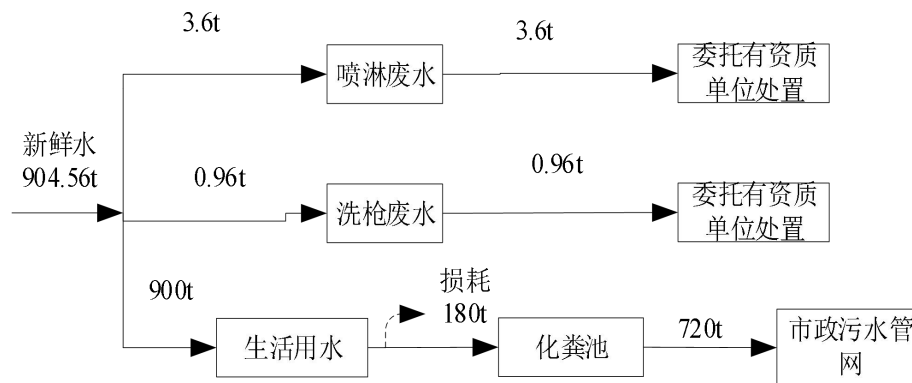 3.6t
3.6t
喷淋废水
委托有资质
单位处置
新鲜水
904.56t
0.96t
0.96t
洗枪废水
委托有资质
单位处置
900t
损耗
180t
生活用水
化粪池
720t
市政污水管
网